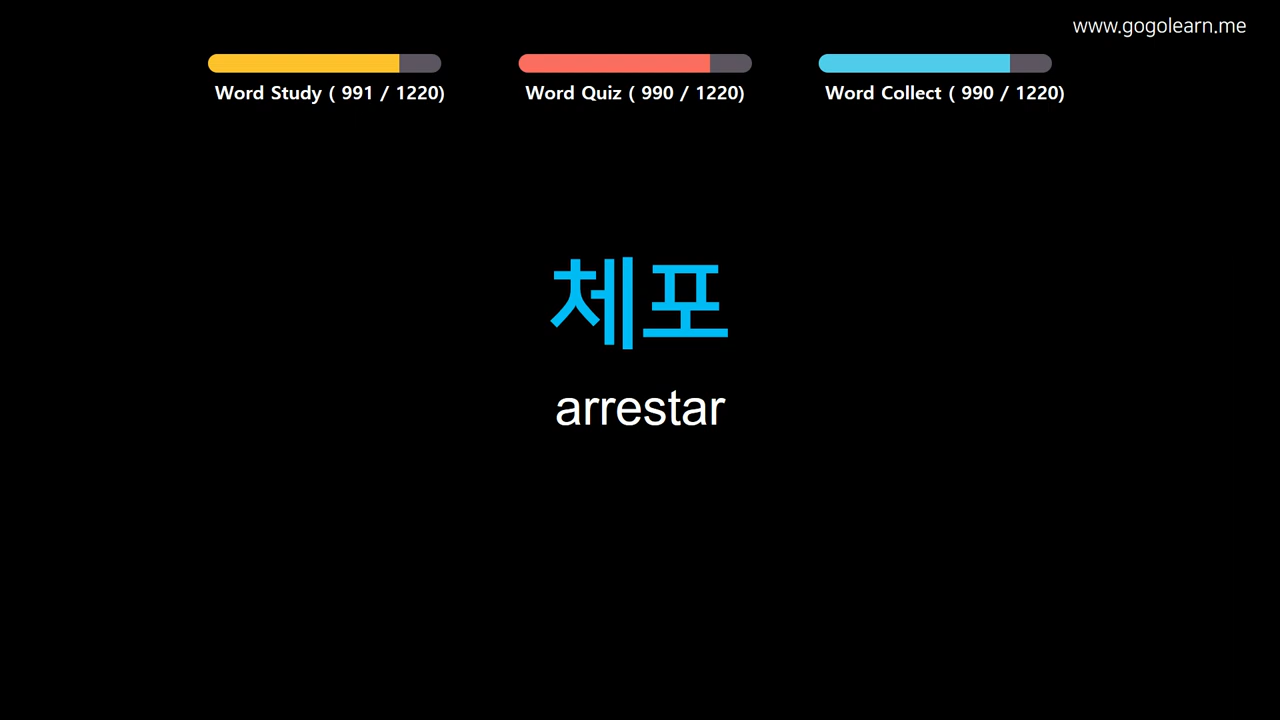 www.gogolearn.me
Word Study ( 991 / 1220)
Word Quiz ( 990 / 1220)
Word Collect ( 990 / 1220)
체포
arrestar